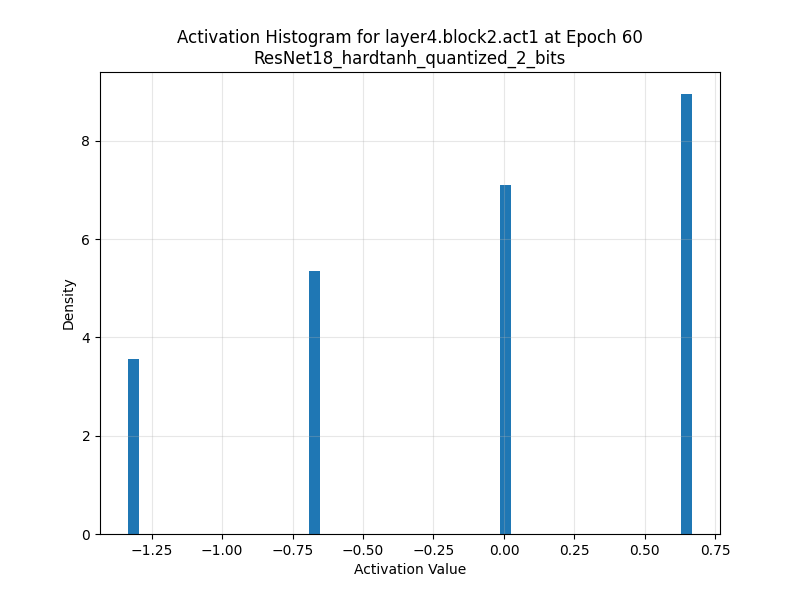 Activation Histogram for layer4.block2.act1 at Epoch 60
ResNet18_hardtanh_quantized_2_bits
Density
8
6
4
2
0
−1.25 −1.00 −0.75 −0.50 −0.25 0.00 0.25 0.50 0.75
Activation Value